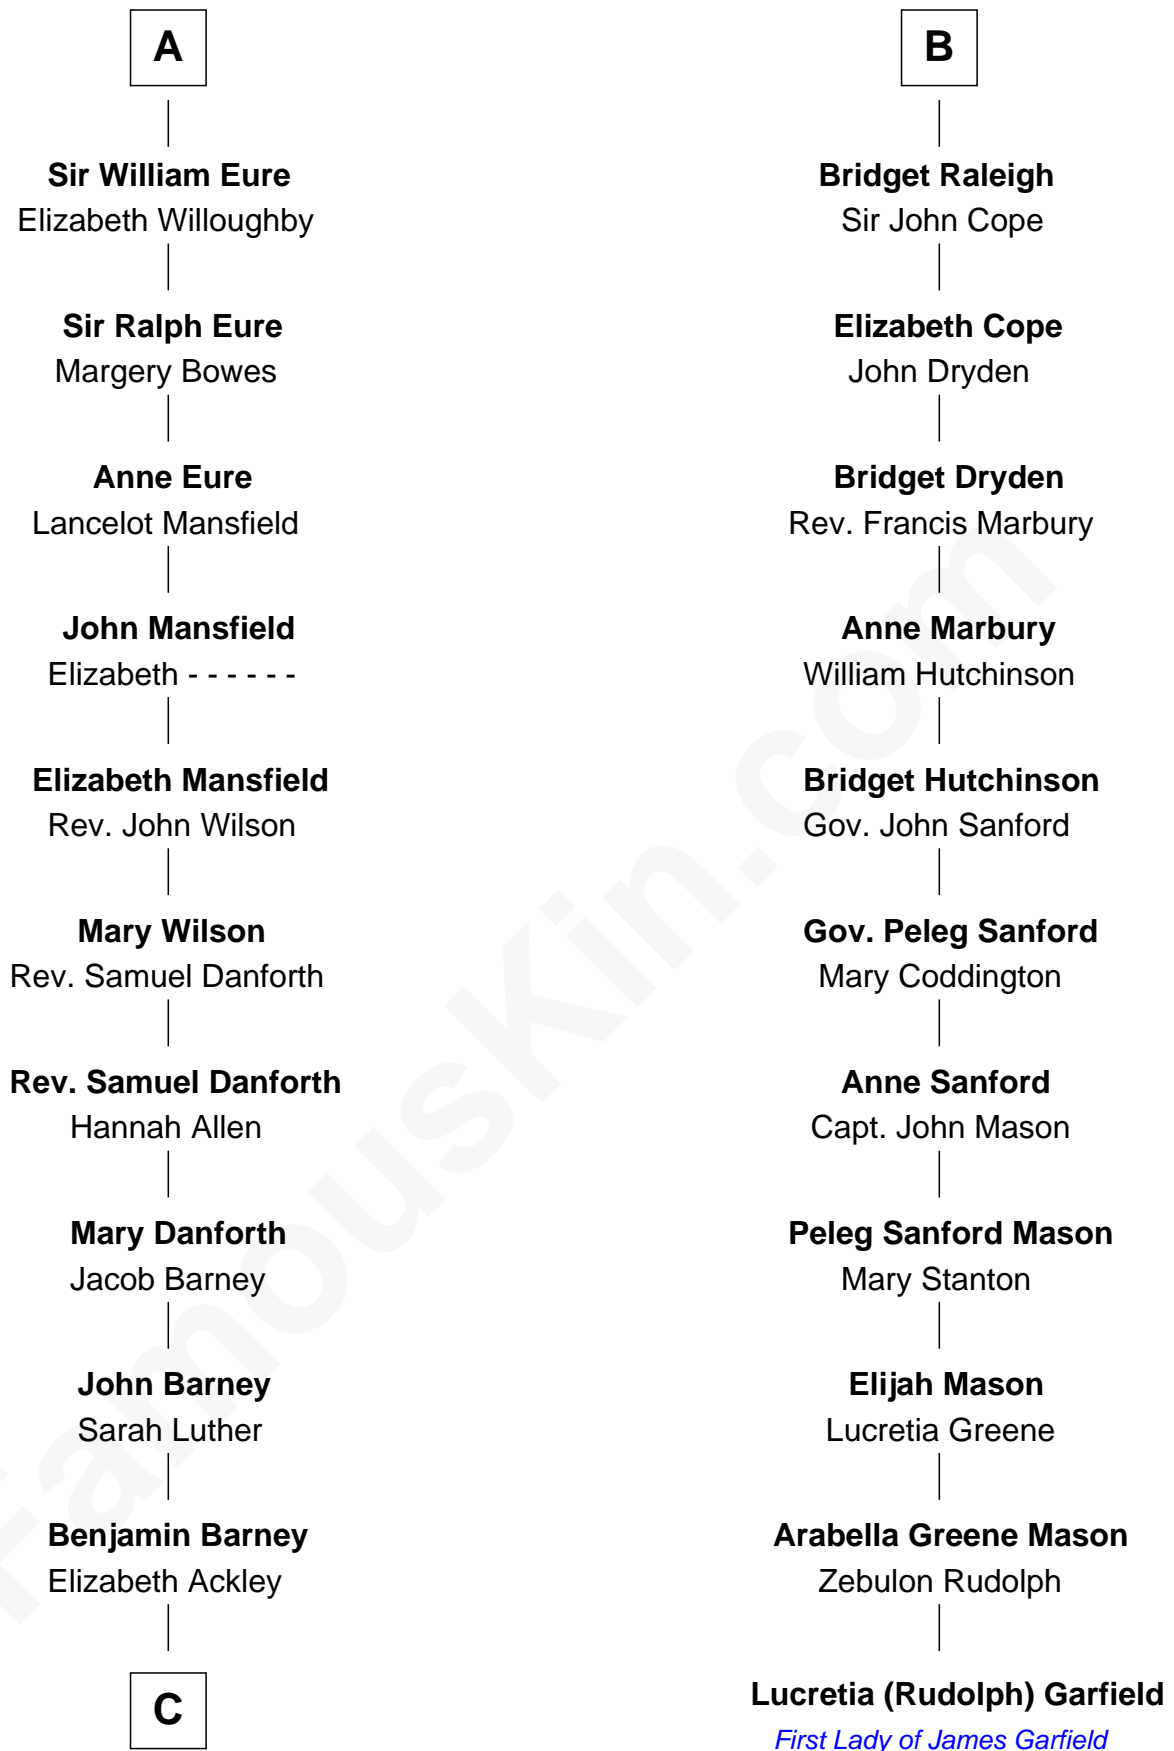 A
Sir William Eure
Elizabeth Willoughby
Sir Ralph Eure
Margery Bowes
Anne Eure
Lancelot Mansfield
John Mansfield
Elizabeth - - - - - -
Elizabeth Mansfield
Rev. John Wilson
Mary Wilson
Rev. Samuel Danforth
Rev. Samuel Danforth
Hannah Allen
Mary Danforth
Jacob Barney
John Barney
Sarah Luther
Benjamin Barney
Elizabeth Ackley
C
B
Bridget Raleigh
Sir John Cope
Elizabeth Cope
John Dryden
Bridget Dryden
Rev. Francis Marbury
Anne Marbury
William Hutchinson
Bridget Hutchinson
Gov. John Sanford
Gov. Peleg Sanford
Mary Coddington
Anne Sanford
Capt. John Mason
Peleg Sanford Mason
Mary Stanton
Elijah Mason
Lucretia Greene
Arabella Greene Mason
Zebulon Rudolph
Lucretia (Rudolph) Garfield
First Lady of James Garfield
FamousKin.com